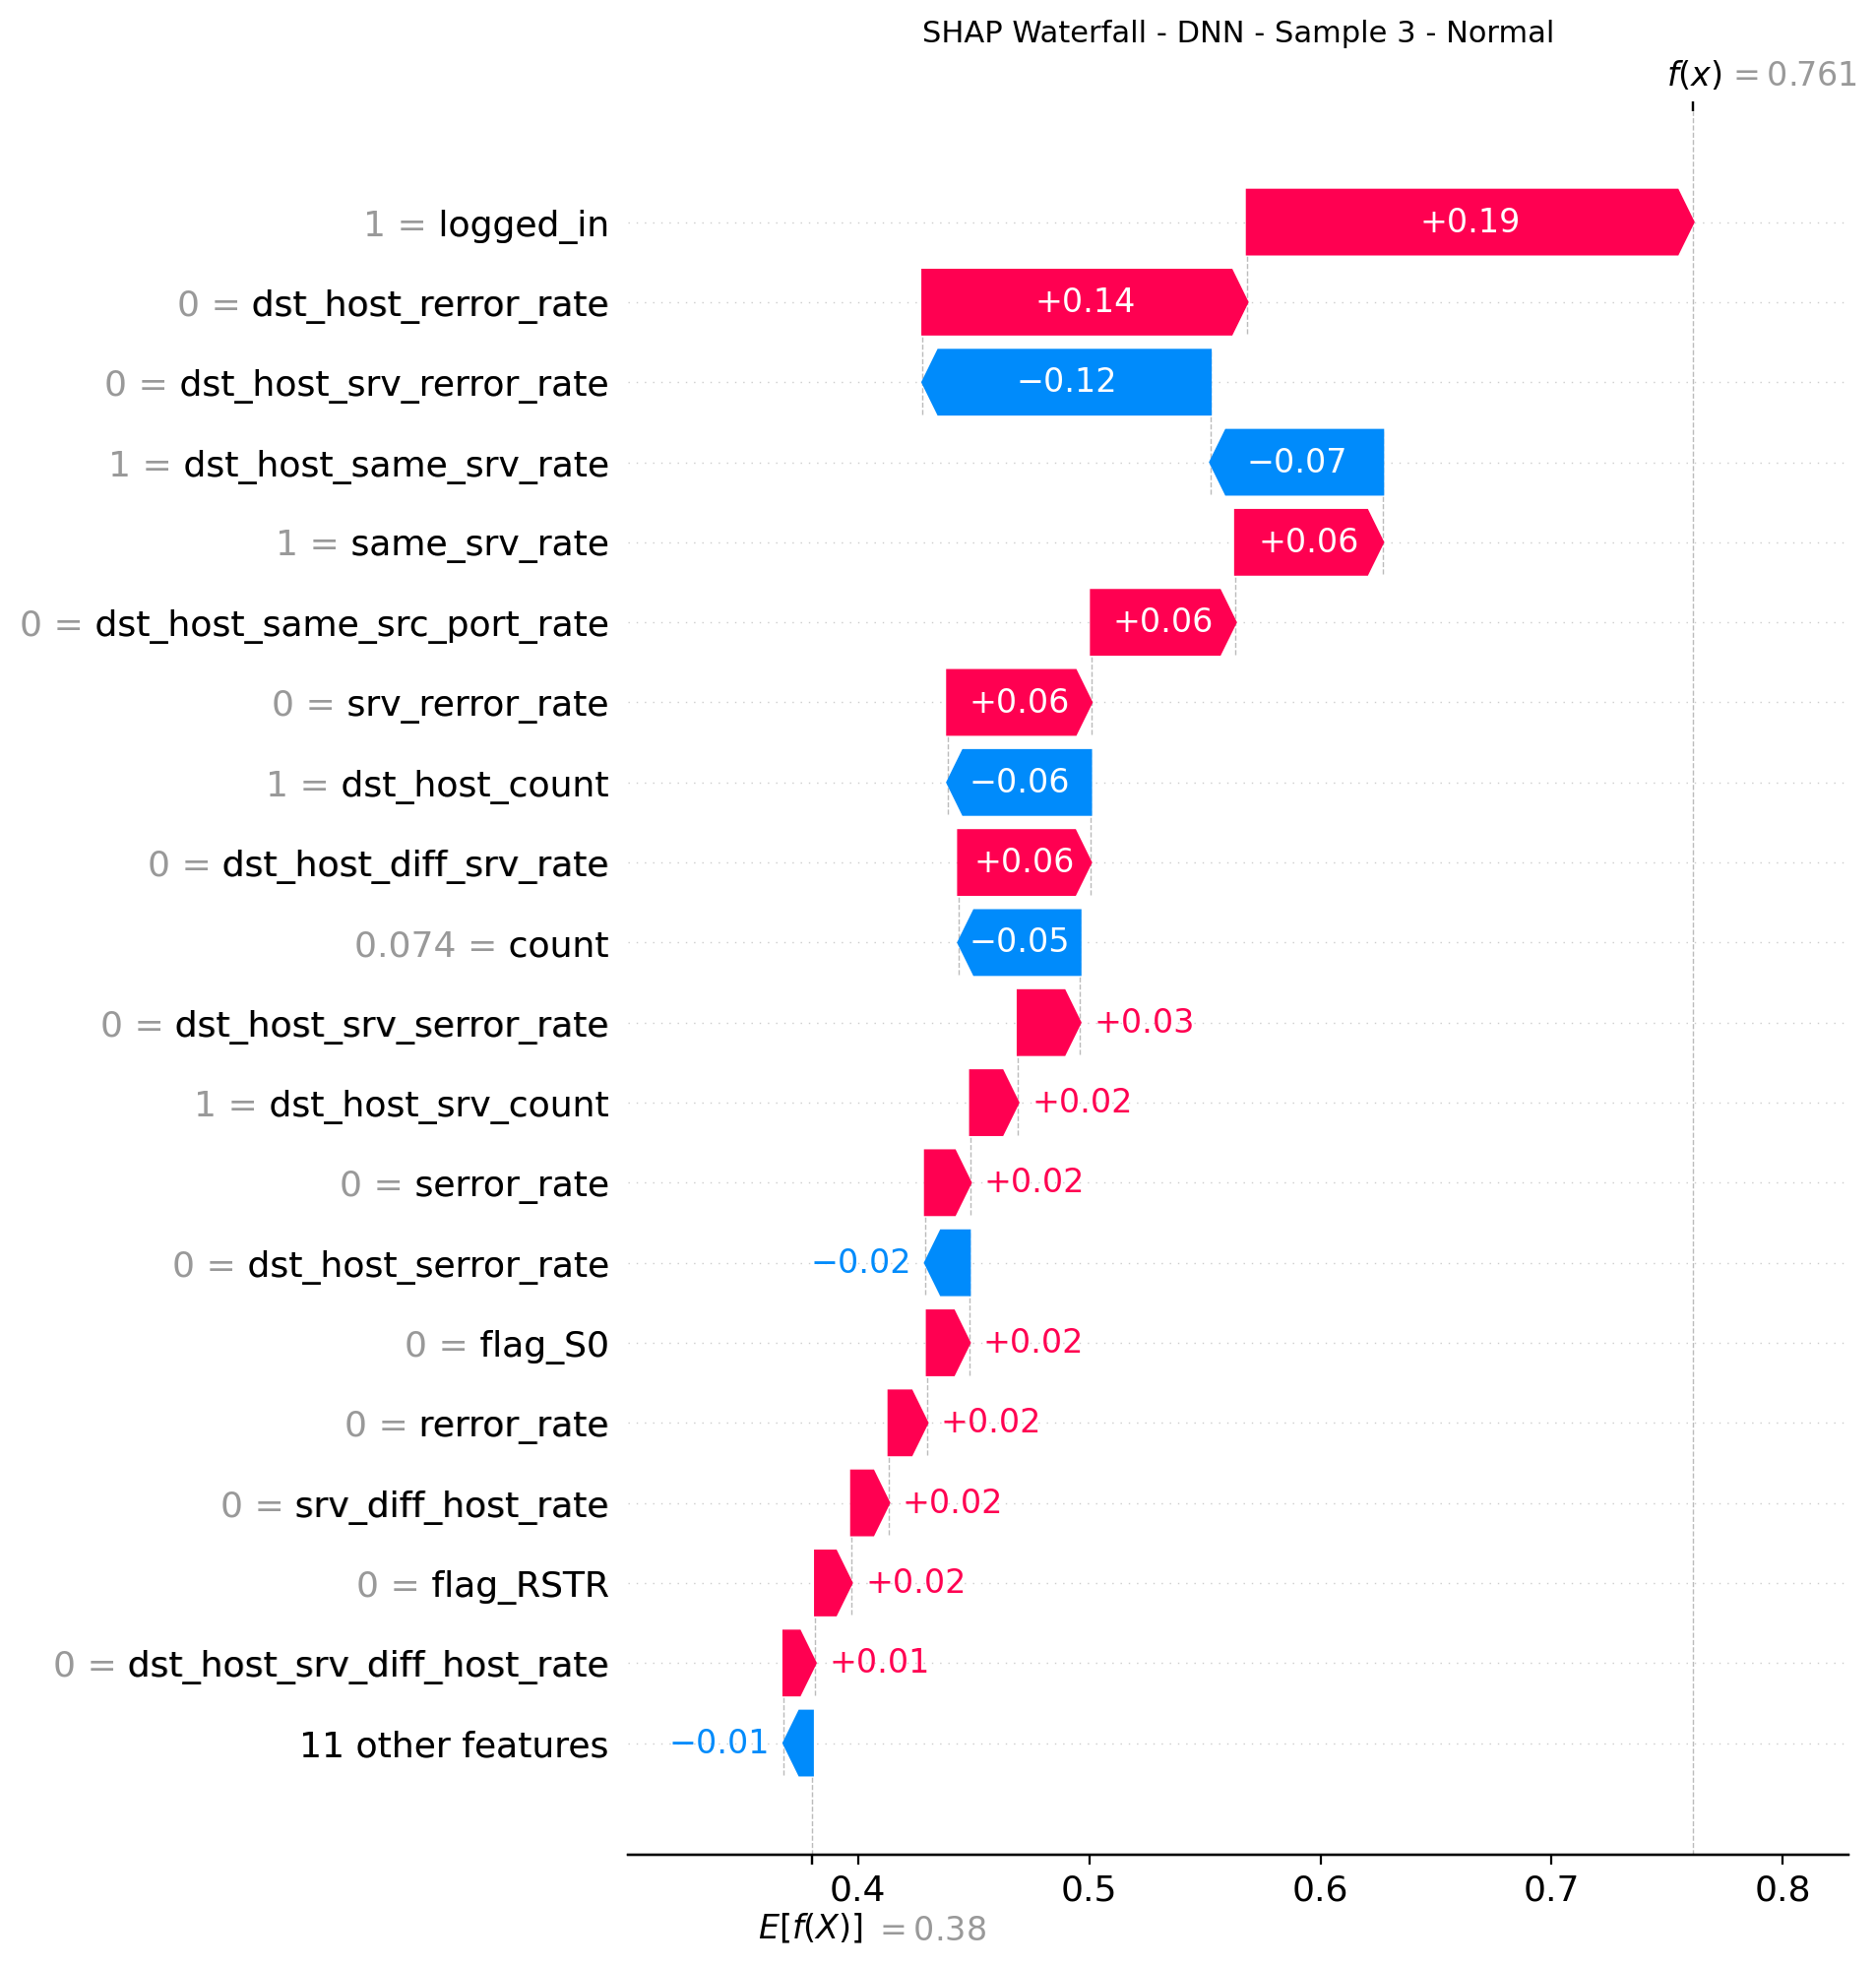 SHAP Waterfall - DNN - Sample 3 - Normal
f(x) = 0.761
1 = logged_in +0.19
0 = dst_host_rerror_rate +0.14
0 = dst_host_srv_rerror_rate −0.12
1 = dst_host_same_srv_rate −0.07
1 = same_srv_rate +0.06
0 = dst_host_same_src_port_rate +0.06
0 = srv_rerror_rate +0.06
1 = dst_host_count −0.06
0 = dst_host_diff_srv_rate +0.06
0.074 = count −0.05
0 = dst_host_srv_serror_rate +0.03
1 = dst_host_srv_count +0.02
0 = serror_rate +0.02
0 = dst_host_serror_rate −0.02
0 = flag_S0 +0.02
0 = rerror_rate +0.02
0 = srv_diff_host_rate +0.02
0 = flag_RSTR +0.02
0 = dst_host_srv_diff_host_rate +0.01
11 other features −0.01
0.4 0.5 0.6 0.7 0.8
E[f(X)] = 0.38